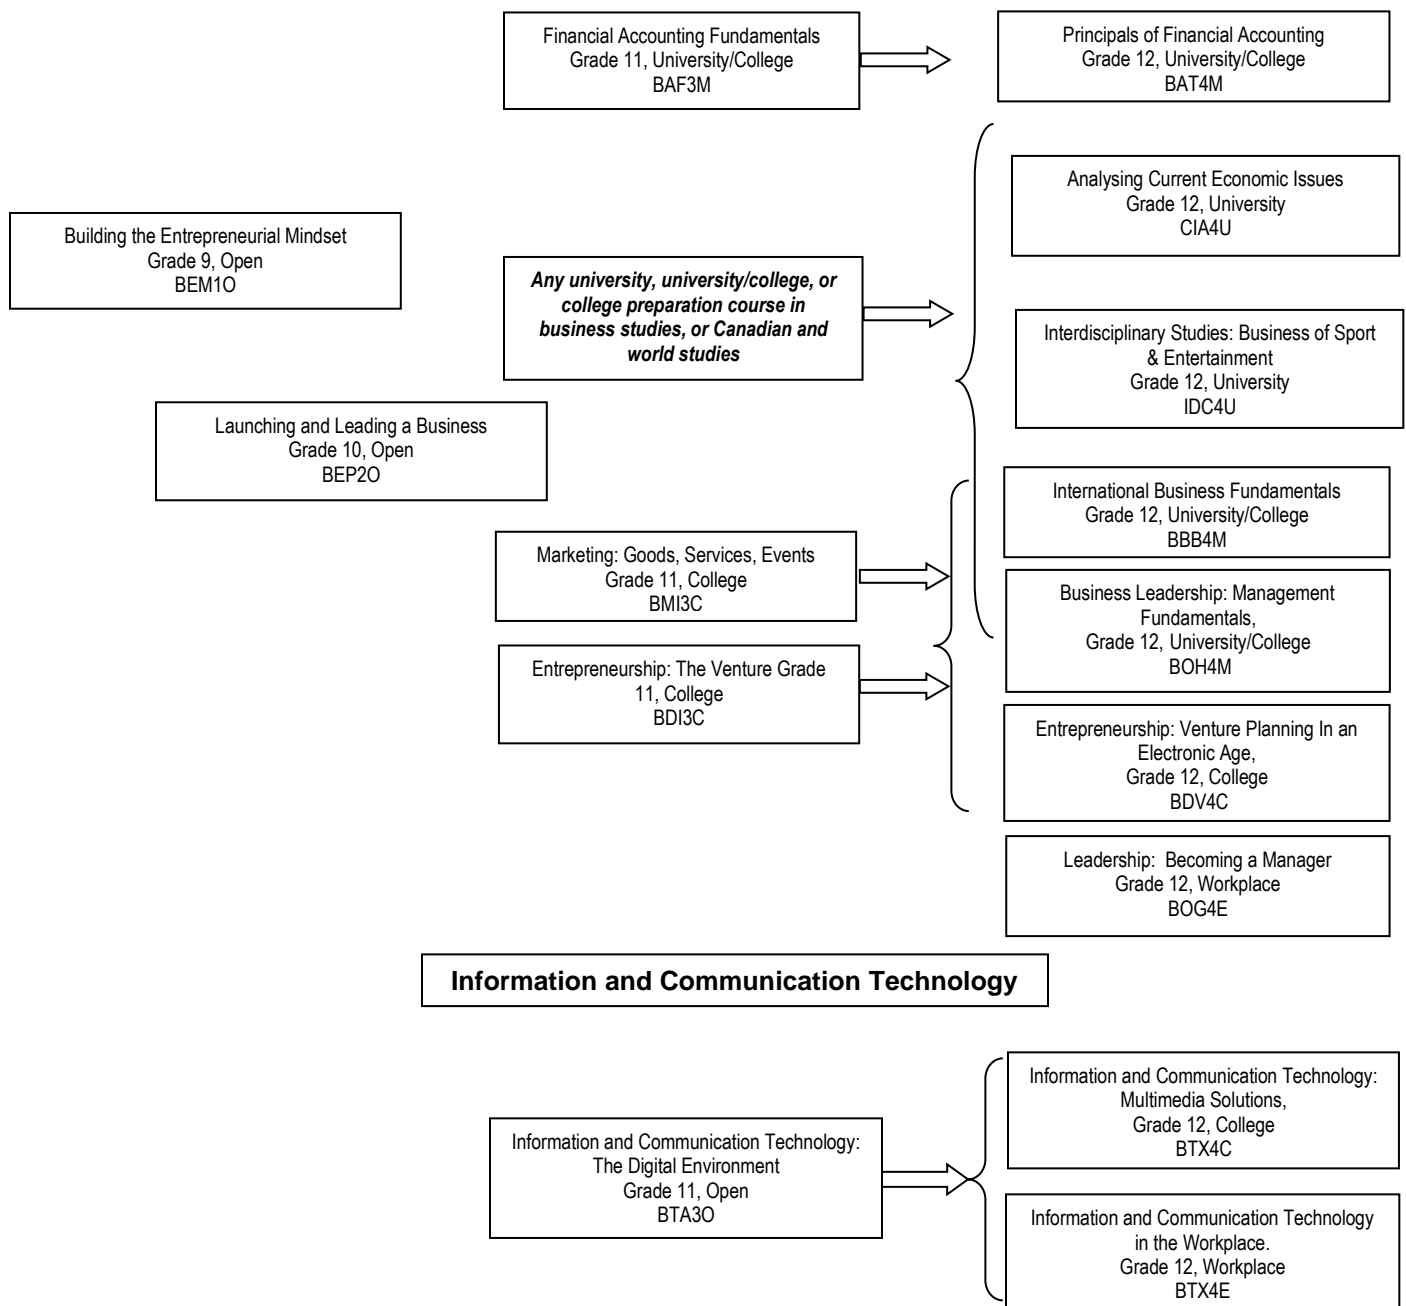 Financial Accounting Fundamentals
Grade 11, University/College
BAF3M
Principals of Financial Accounting
Grade 12, University/College
BAT4M
Analysing Current Economic Issues
Grade 12, University
CIA4U
Building the Entrepreneurial Mindset
Grade 9, Open
BEM1O
Any university, university/college, or
college preparation course in
business studies, or Canadian and
world studies
Interdisciplinary Studies: Business of Sport
& Entertainment
Grade 12, University
IDC4U
Launching and Leading a Business
Grade 10, Open
BEP2O
International Business Fundamentals
Grade 12, University/College
BBB4M
Marketing: Goods, Services, Events
Grade 11, College
BMI3C
Business Leadership: Management
Fundamentals,
Grade 12, University/College
BOH4M
Entrepreneurship: The Venture Grade
11, College
BDI3C
Entrepreneurship: Venture Planning In an
Electronic Age,
Grade 12, College
BDV4C
Leadership:  Becoming a Manager
Grade 12, Workplace
BOG4E
Information and Communication Technology
Information and Communication Technology:
Multimedia Solutions,
Grade 12, College
BTX4C
Information and Communication Technology:
The Digital Environment
Grade 11, Open
BTA3O
Information and Communication Technology
in the Workplace.
Grade 12, Workplace
BTX4E